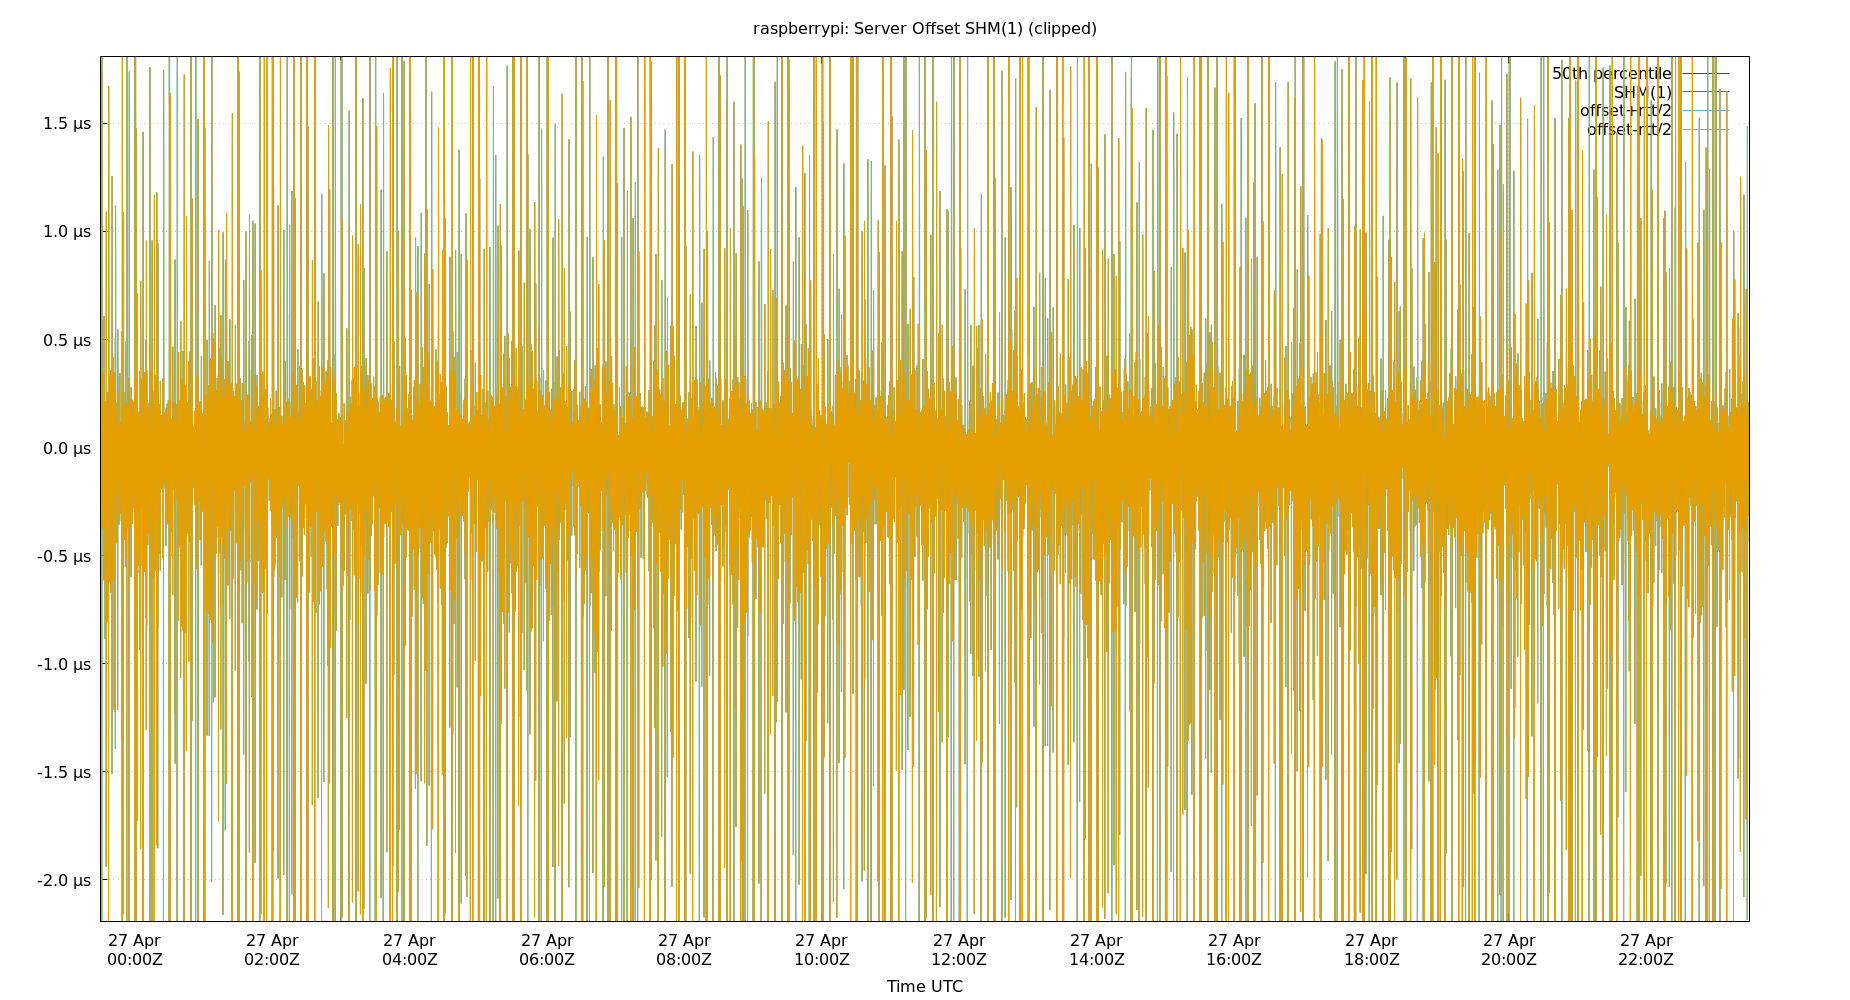 raspberrypi: Server Offset SHM(1) (clipped)
50th percentile
SHM(1)
offset+rtt/2
offset-rtt/2
1.5 µs
1.0 µs
0.5 µs
0.0 µs
-0.5 µs
-1.0 µs
-1.5 µs
-2.0 µs
27 Apr 27 Apr 27 Apr 27 Apr 27 Apr 27 Apr 27 Apr 27 Apr 27 Apr 27 Apr 27 Apr 27 Apr
00:00Z 02:00Z 04:00Z 06:00Z 08:00Z 10:00Z 12:00Z 14:00Z 16:00Z 18:00Z 20:00Z 22:00Z
Time UTC